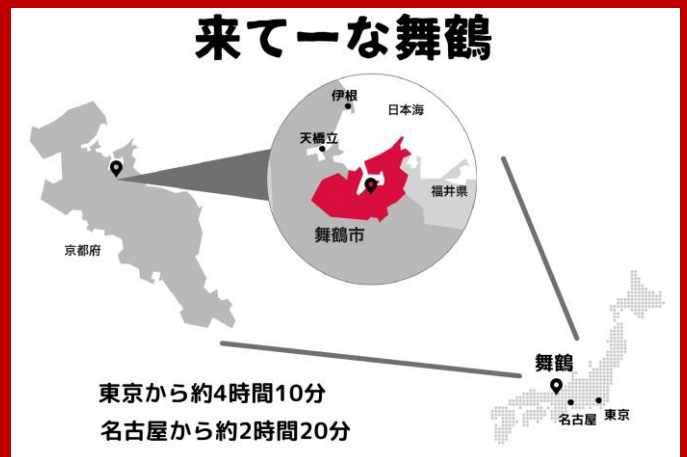 来てーな舞鶴
伊根
日本海
天橋立
福井県
舞鶴市
京都府
舞鶴
東京
名古屋
東京から約4時間10分
名古屋から約2時間20分